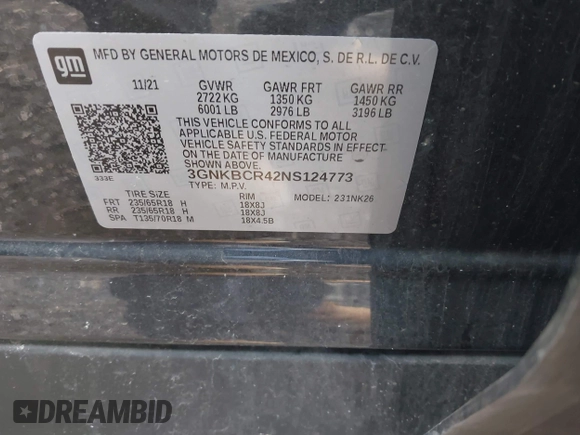 gm
MFD BY GENERAL MOTORS DE MEXICO, S. DE R.L. DE C.V.
11/21 GVWR GAWR FRT GAWR RR
2722 KG 1350 KG 1450 KG
6001 LB 2976 LB 3196 LB
THIS VEHICLE CONFORMS TO ALL
APPLICABLE U.S. FEDERAL MOTOR
VEHICLE SAFETY STANDARDS IN EFFECT
ON THE DATE OF MANUFACTURE
SHOWN ABOVE.
333E 3GNKBCR42NS124773
TYPE: M.P.V.
TIRE SIZE RIM MODEL: 231NK26
FRT 235/65R18 H 18X8J
RR 235/65R18 H 18X8J
SPA T135/70R18 M 18X4.5B
DREAMBID